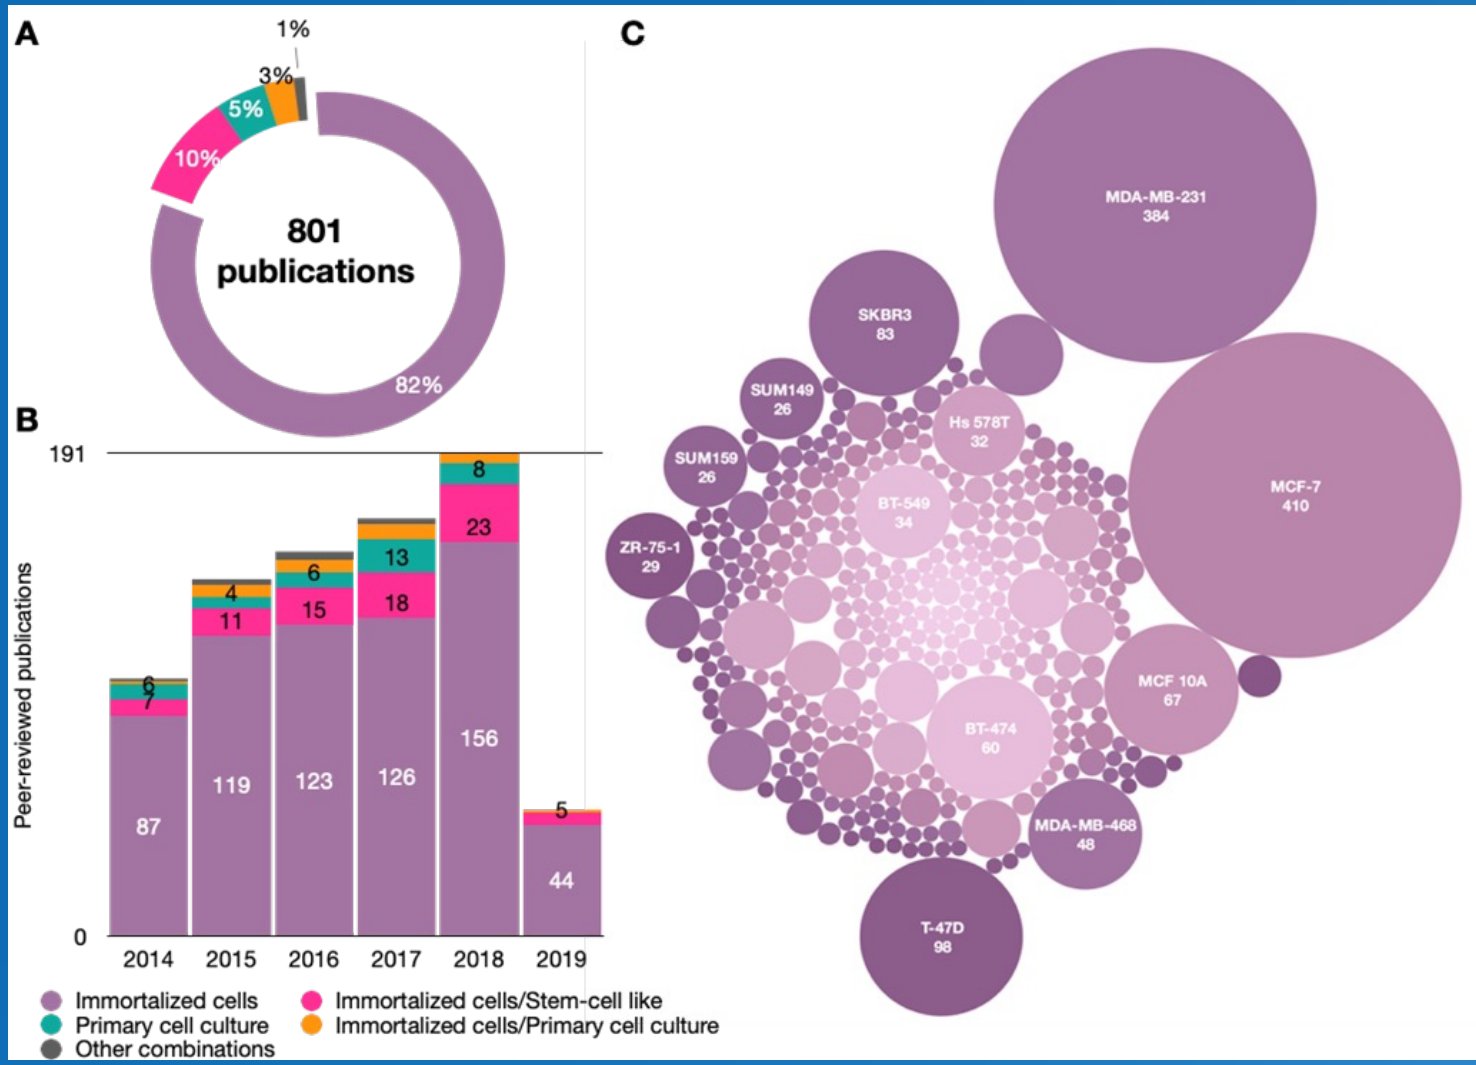 A
1%
3%
5%
10%
801
publications
82%
B
191
Peer-reviewed publications
0
6
7
87
4
11
119
6
15
123
13
18
126
8
23
156
5
44
2014 2015 2016 2017 2018 2019
Immortalized cells
Immortalized cells/Stem-cell like
Primary cell culture
Immortalized cells/Primary cell culture
Other combinations
C
MDA-MB-231
384
SKBR3
83
SUM149
26
Hs 578T
32
SUM159
26
MCF-7
410
BT-549
34
ZR-75-1
29
MCF 10A
67
BT-474
60
MDA-MB-468
48
T-47D
98